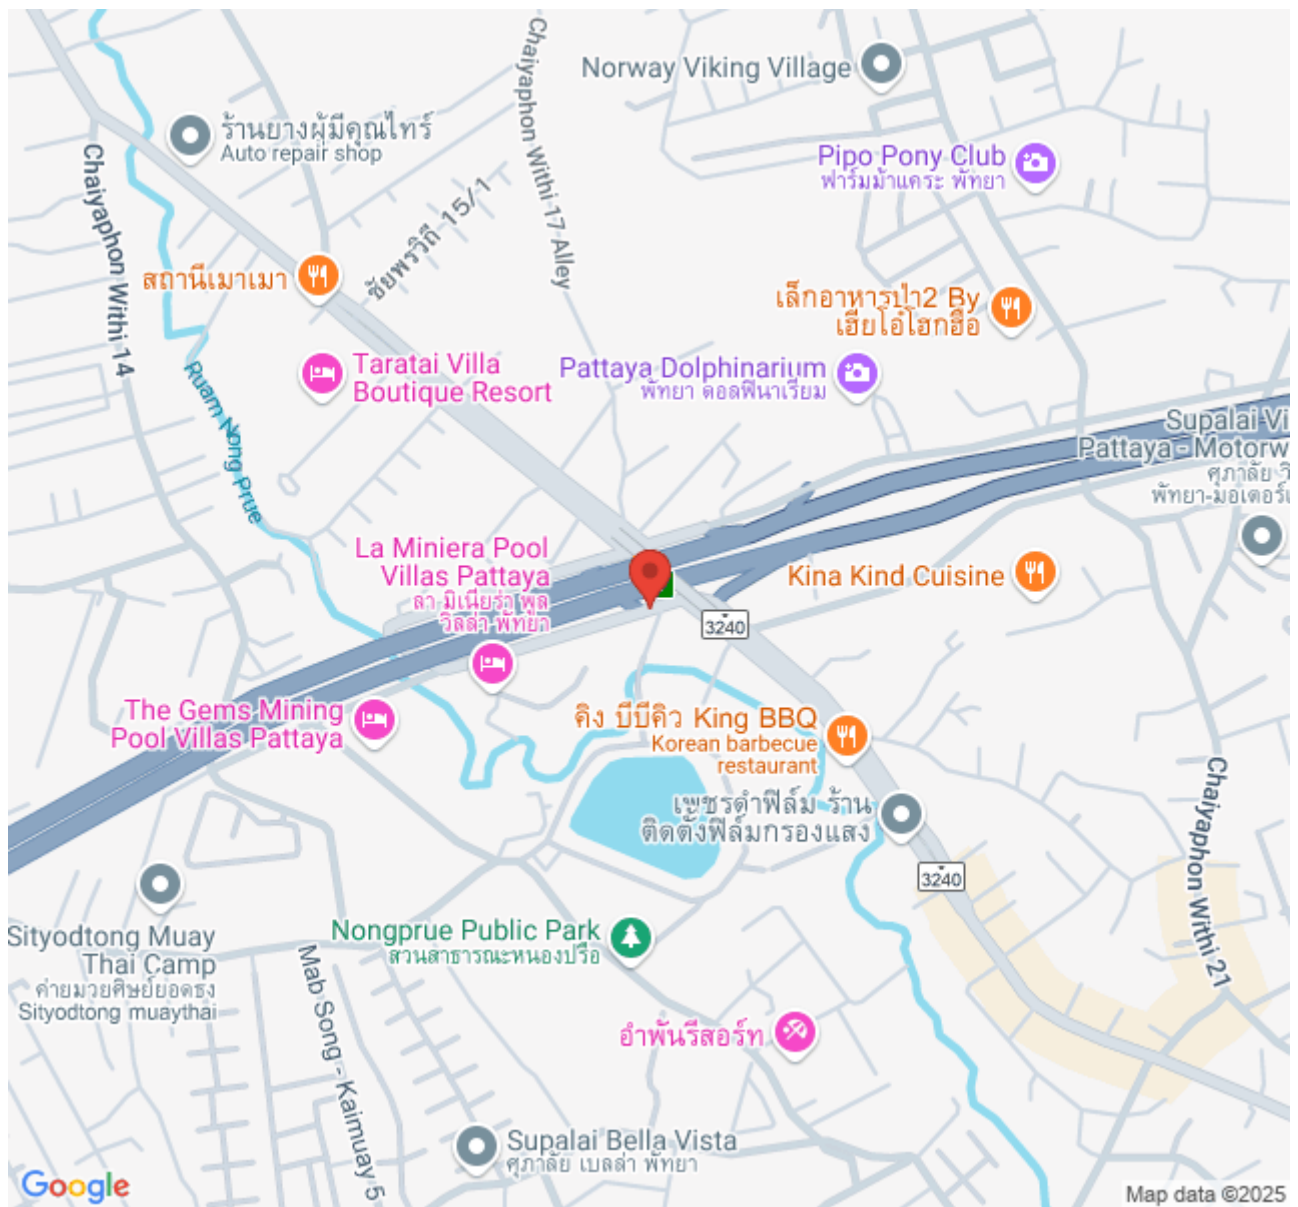 Chaiyaphon Withi 17 Alley
Norway Viking Village
ร้านยางผู้มีคุณไทร์
Auto repair shop
Pipo Pony Club
ฟาร์มม้าแคระ พัทยา
Chaiyaphon Withi 14
ชัยพรวิถี 15/1
สถานีเมาเมา
เล็กอาหารป่า2 By
เฮียโอ๋โฮกฮือ
Taratai Villa
Boutique Resort
Pattaya Dolphinarium
พัทยา ดอลฟินาเรียม
Ruam Nong Prue
Supalai Vi
Pattaya - Motorw
ศุภาลัย วิ
พัทยา-มอเตอร์เ
La Miniera Pool
Villas Pattaya
ลา มิเนียร่า พูล
วิลล่า พัทยา
Kina Kind Cuisine
3240
The Gems Mining
Pool Villas Pattaya
คิง บีบีคิว King BBQ
Korean barbecue
restaurant
เพชรดำฟิล์ม ร้าน
ติดตั้งฟิล์มกรองแสง
Chaiyaphon Withi 21
3240
Sityodtong Muay
Thai Camp
ค่ายมวยศิษย์ยอดธง
Sityodtong muaythai
Nongprue Public Park
สวนสาธารณะหนองปรือ
Mab Song - Kaimuay 5
อำพันรีสอร์ท
Supalai Bella Vista
ศุภาลัย เบลล่า พัทยา
Google
Map data ©2025